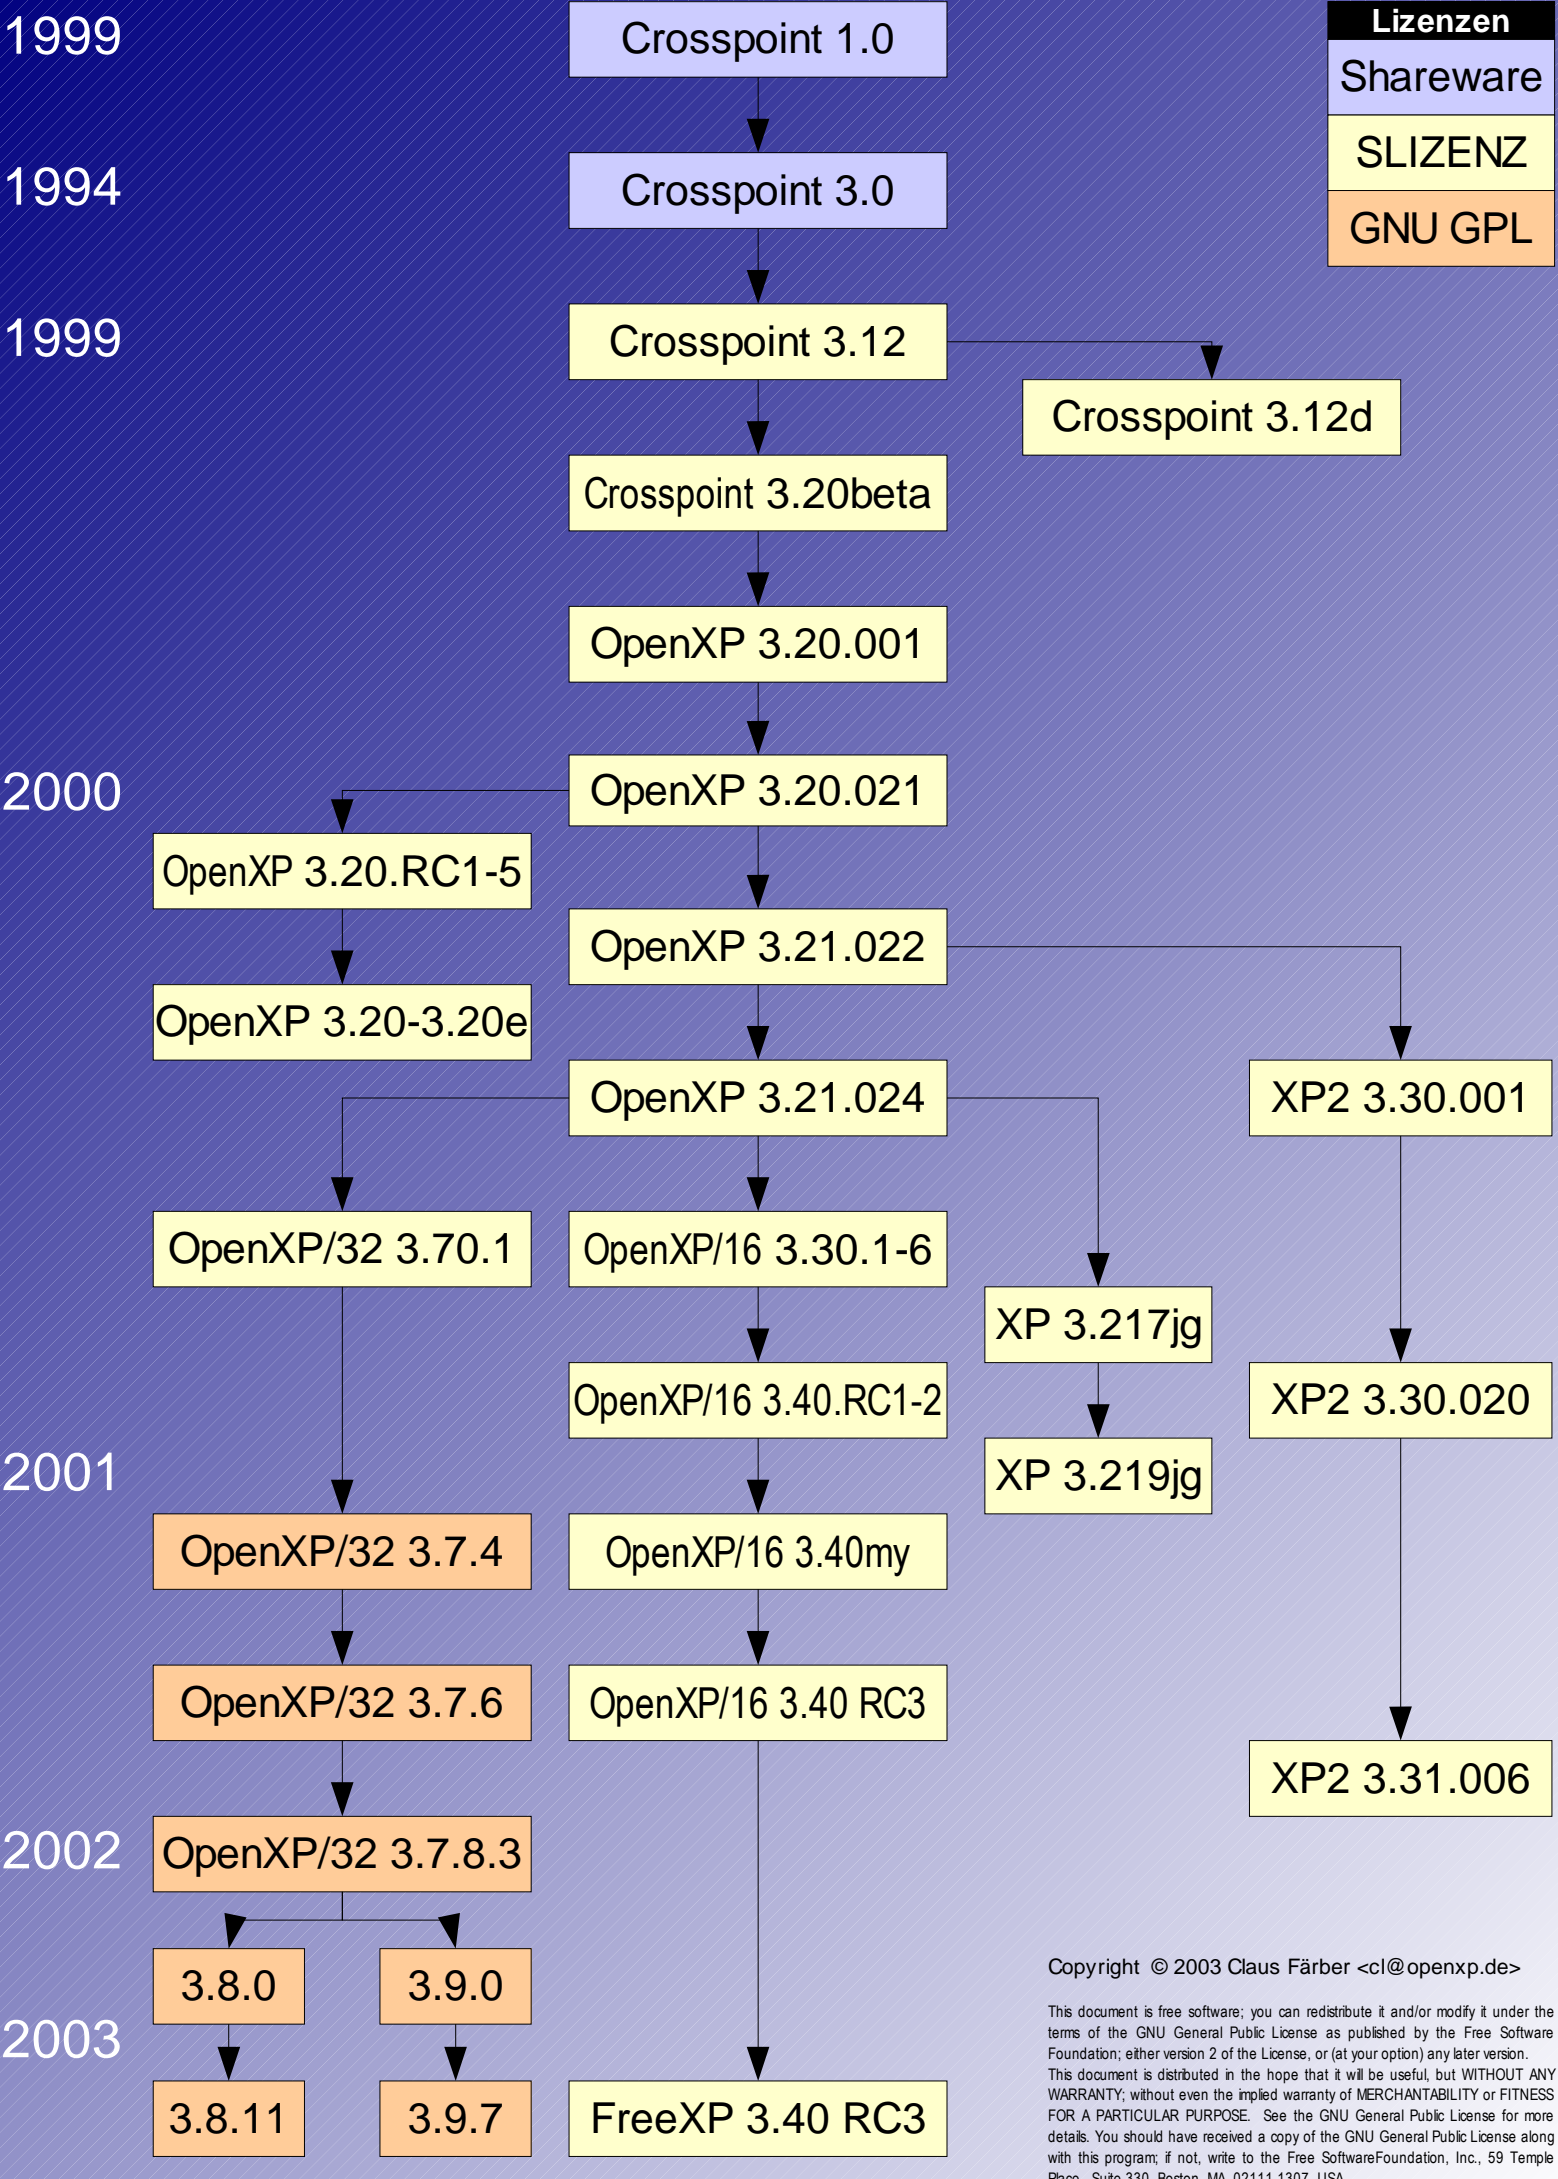 1999
Crosspoint 1.0
Lizenzen
Shareware
SLIZENZ
GNU GPL
1994
Crosspoint 3.0
1999
Crosspoint 3.12
Crosspoint 3.12d
Crosspoint 3.20beta
OpenXP 3.20.001
2000
OpenXP 3.20.021
OpenXP 3.20.RC1-5
OpenXP 3.21.022
OpenXP 3.20-3.20e
OpenXP 3.21.024
XP2 3.30.001
OpenXP/32 3.70.1
OpenXP/16 3.30.1-6
XP 3.217jg
OpenXP/16 3.40.RC1-2
XP2 3.30.020
2001
XP 3.219jg
OpenXP/32 3.7.4
OpenXP/16 3.40my
OpenXP/32 3.7.6
OpenXP/16 3.40 RC3
XP2 3.31.006
2002
OpenXP/32 3.7.8.3
3.8.0
3.9.0
2003
3.8.11
3.9.7
FreeXP 3.40 RC3
Copyright © 2003 Claus Färber <cl@openxp.de>
This document is free software; you can redistribute it and/or modify it under the
terms of the GNU General Public License as published by the Free Software
Foundation; either version 2 of the License, or (at your option) any later version.
This document is distributed in the hope that it will be useful, but WITHOUT ANY
WARRANTY; without even the implied warranty of MERCHANTABILITY or FITNESS
FOR A PARTICULAR PURPOSE. See the GNU General Public License for more
details. You should have received a copy of the GNU General Public License along
with this program; if not, write to the Free SoftwareFoundation, Inc., 59 Temple
Place, Suite 330, Boston, MA 02111-1307, USA